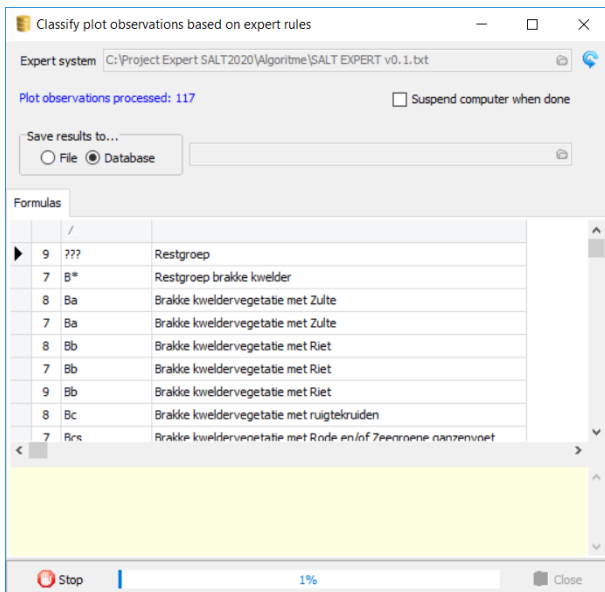 Classify plot observations based on expert rules
Expert system C:\Project Expert SALT2020\Algoritme\SALT EXPERT v0.1.txt
Plot observations processed: 117
Suspend computer when done
Save results to...
File Database
Formulas
/
9 ??? Restgroep
7 B* Restgroep brakke kwelder
8 Ba Brakke kweldervegetatie met Zulte
7 Ba Brakke kweldervegetatie met Zulte
8 Bb Brakke kweldervegetatie met Riet
7 Bb Brakke kweldervegetatie met Riet
9 Bb Brakke kweldervegetatie met Riet
8 Bc Brakke kweldervegetatie met ruigtekruiden
7 Bcs Brakke kweldervegetatie met Rode en/of Zeegroene ganzenvoet
Stop 1% Close